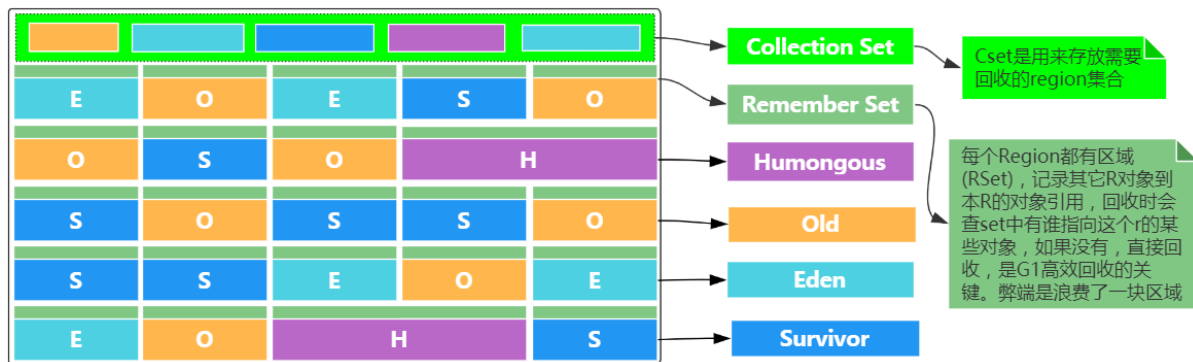 Collection Set
Cset是用来存放需要
回收的region集合
E O E S O
Remember Set
O S O H
Humongous
每个Region都有区域
(RSet)，记录其它R对象到
本R的对象引用，回收时会
查set中有谁指向这个r的某
些对象，如果没有，直接回
收，是G1高效回收的关
键。弊端是浪费了一块区域
S O S S O
Old
S S E O E
Eden
E O H S
Survivor